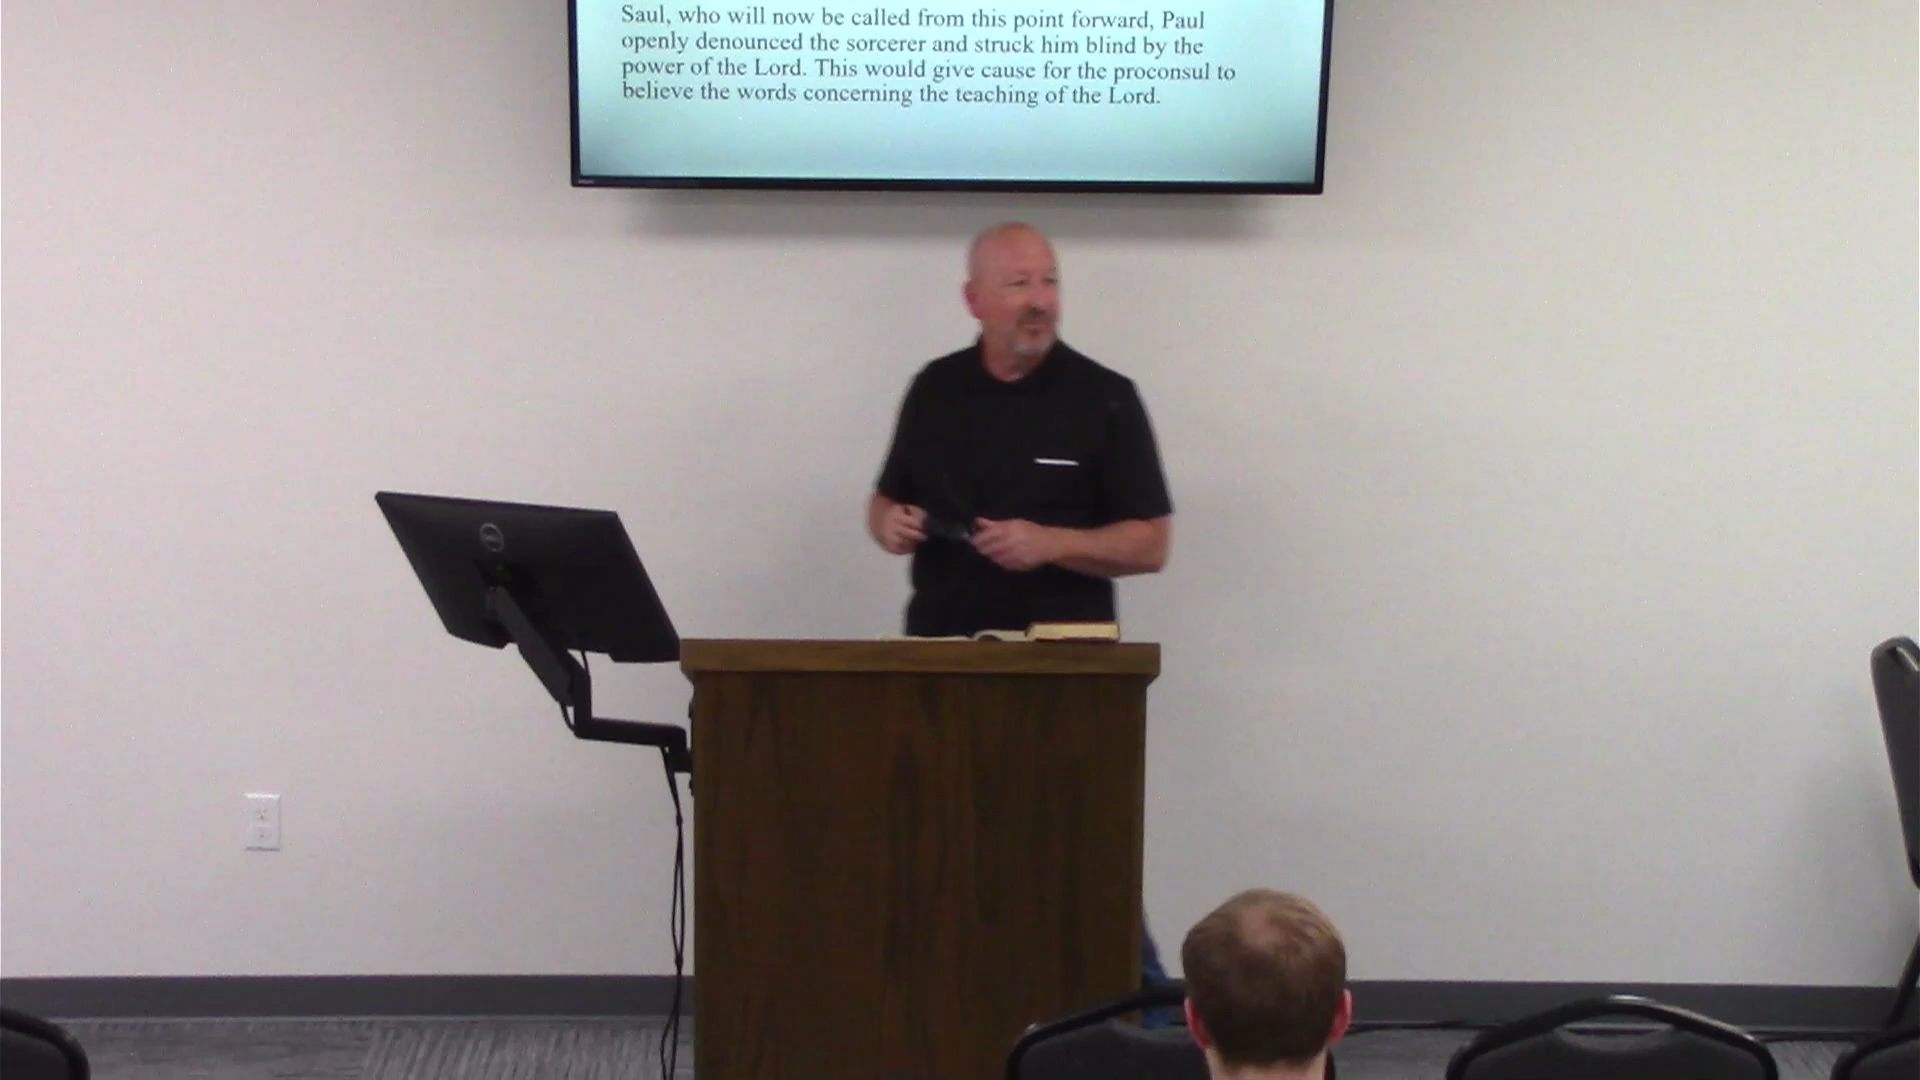 Saul, who will now be called from this point forward, Paul
openly denounced the sorcerer and struck him blind by the
power of the Lord. This would give cause for the proconsul to
believe the words concerning the teaching of the Lord.